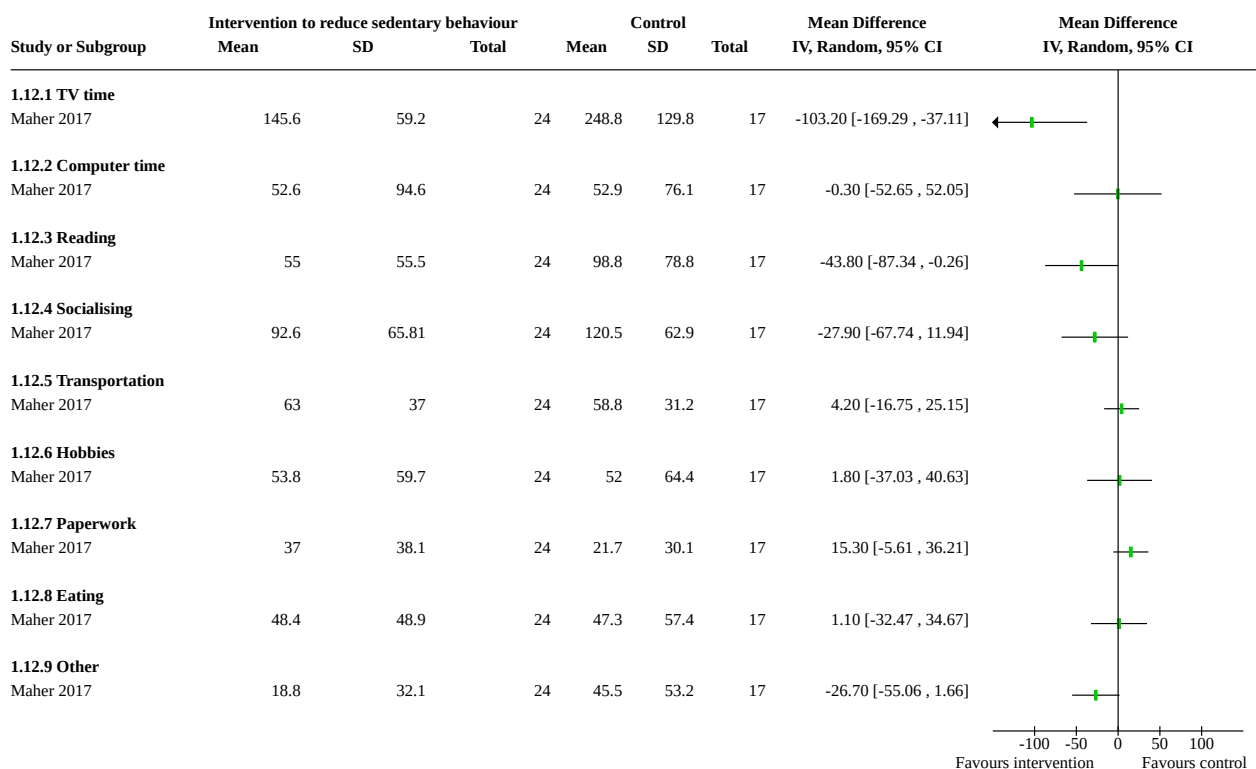 Intervention to reduce sedentary behaviour Control Mean Difference Mean Difference
Study or Subgroup Mean SD Total Mean SD Total IV, Random, 95% CI IV, Random, 95% CI
1.12.1 TV time
Maher 2017 145.6 59.2 24 248.8 129.8 17 -103.20 [-169.29 , -37.11]
1.12.2 Computer time
Maher 2017 52.6 94.6 24 52.9 76.1 17 -0.30 [-52.65 , 52.05]
1.12.3 Reading
Maher 2017 55 55.5 24 98.8 78.8 17 -43.80 [-87.34 , -0.26]
1.12.4 Socialising
Maher 2017 92.6 65.81 24 120.5 62.9 17 -27.90 [-67.74 , 11.94]
1.12.5 Transportation
Maher 2017 63 37 24 58.8 31.2 17 4.20 [-16.75 , 25.15]
1.12.6 Hobbies
Maher 2017 53.8 59.7 24 52 64.4 17 1.80 [-37.03 , 40.63]
1.12.7 Paperwork
Maher 2017 37 38.1 24 21.7 30.1 17 15.30 [-5.61 , 36.21]
1.12.8 Eating
Maher 2017 48.4 48.9 24 47.3 57.4 17 1.10 [-32.47 , 34.67]
1.12.9 Other
Maher 2017 18.8 32.1 24 45.5 53.2 17 -26.70 [-55.06 , 1.66]
-100 -50 0 50 100
Favours intervention Favours control